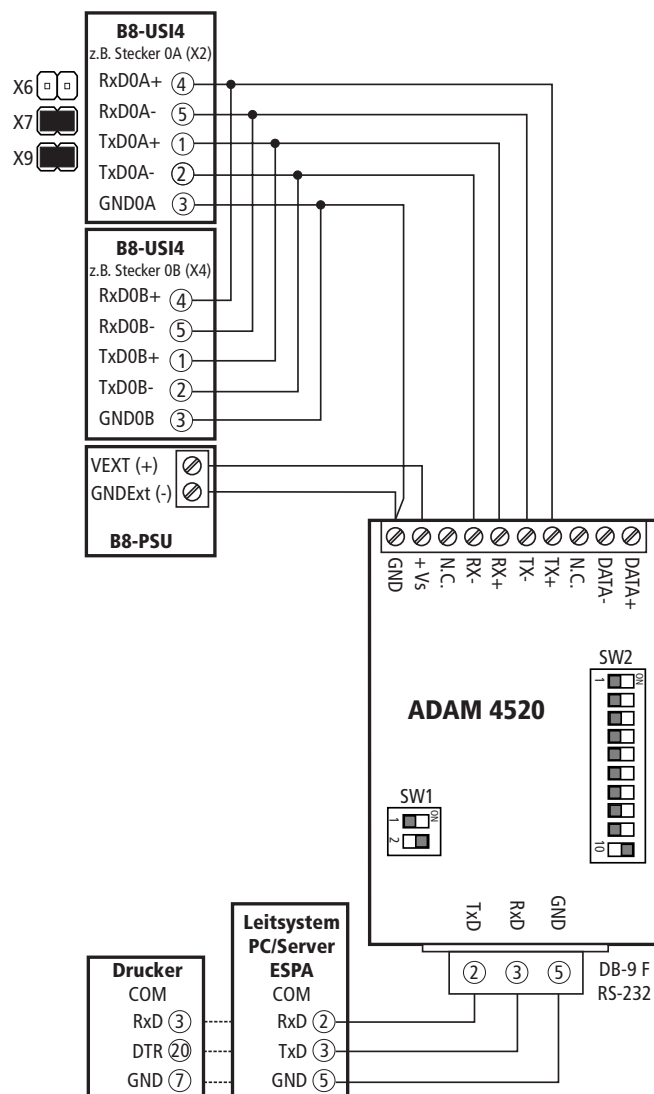 B8-USI4
z.B. Stecker 0A (X2)
X6
RxD0A+ 4
X7
RxD0A- 5
TxD0A+ 1
X9
TxD0A- 2
GND0A 3
B8-USI4
z.B. Stecker 0B (X4)
RxD0B+ 4
RxD0B- 5
TxD0B+ 1
TxD0B- 2
GND0B 3
VEXT (+)
GNDExt (-)
B8-PSU
GND
+ Vs
N.C.
RX-
RX+
TX-
TX+
N.C.
DATA-
DATA+
SW2
1
ON
10
ADAM 4520
SW1
1
ON
2
TxD
RxD
GND
2
3
5
DB-9 F
RS-232
Leitsystem
PC/Server
ESPA
COM
RxD 2
TxD 3
GND 5
Drucker
COM
RxD 3
DTR 20
GND 7